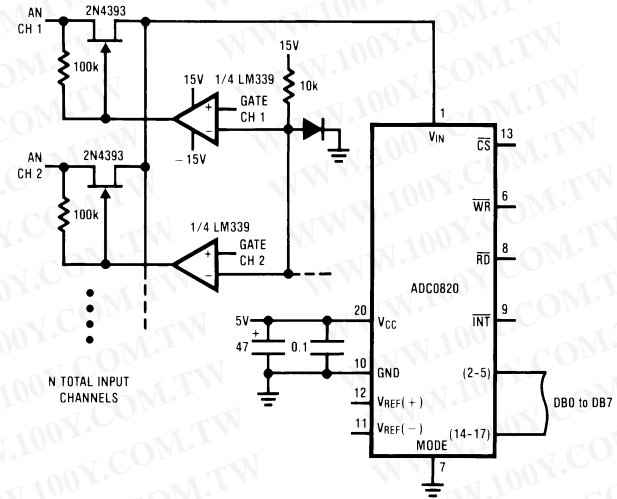 AN
CH 1
2N4393
100k
15V
1/4 LM339
+
−
GATE
CH 1
− 15V
15V
10k
AN
CH 2
2N4393
100k
1/4 LM339
+
−
GATE
CH 2
N TOTAL INPUT
CHANNELS
5V
+
47
0.1
1
VIN
13
CS
6
WR
8
RD
9
INT
ADC0820
20
VCC
10
GND
12
VREF(+)
11
VREF(−)
(2-5)
(14-17)
MODE
7
DB0 to DB7
WWW.100Y.COM.TW